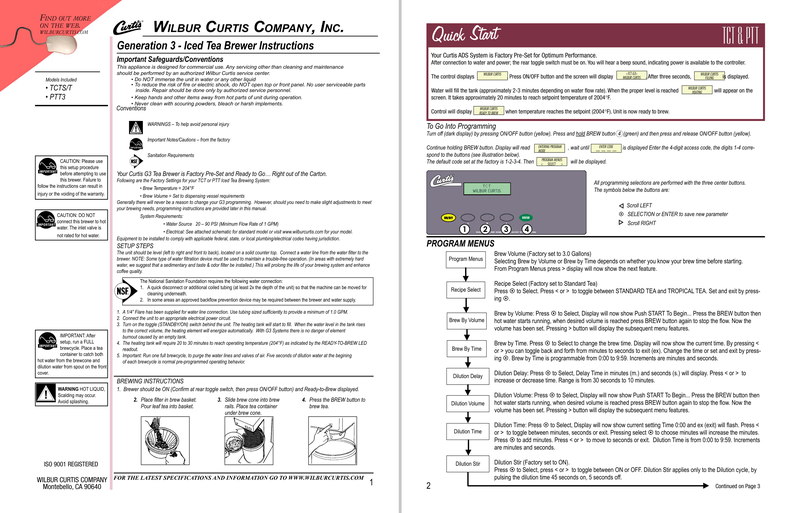 FIND OUT MORE
ON THE WEB.
WILBURCURTIS.COM
Models Included
• TCTS/T
• PTT3
CAUTION: Please use
this setup procedure
before attempting to
use this brewer. Failure to
follow the instructions can result in
injury or the voiding of the warranty.
CAUTION: DO NOT
connect this brewer to hot
water. The inlet valve is
not rated for hot water.
IMPORTANT: After
setup, run a FULL
brewcycle. Place a tea
container to catch both
hot water from the brewcone and
dilution water from spout on the front
cover.
WARNING HOT LIQUID,
Scalding may occur.
Avoid splashing.
ISO 9001 REGISTERED
WILBUR CURTIS COMPANY
Montebello, CA 90640
Curtis
WILBUR CURTIS COMPANY, INC.
Generation 3 - Iced Tea Brewer Instructions
Important Safeguards/Conventions
This appliance is designed for commercial use. Any servicing other than cleaning and maintenance
should be performed by an authorized Wilbur Curtis service center.
• Do NOT immerse the unit in water or any other liquid
• To reduce the risk of fire or electric shock, do NOT open top or front panel. No user serviceable parts
inside. Repair should be done only by authorized service personnel.
• Keep hands and other items away from hot parts of unit during operation.
• Never clean with scouring powders, bleach or harsh implements.
Conventions
WARNINGS – To help avoid personal injury
Important Notes/Cautions – from the factory
NSF Sanitation Requirements
Your Curtis G3 Tea Brewer is Factory Pre-Set and Ready to Go… Right out of the Carton.
Following are the Factory Settings for your TCT or PTT Iced Tea Brewing System:
• Brew Temperature = 204°F
• Brew Volume = Set to dispensing vessel requirements
Generally there will never be a reason to change your G3 programming. However, should you need to make slight adjustments to meet
your brewing needs, programming instructions are provided later in this manual.
System Requirements:
• Water Source 20 – 90 PSI (Minimum Flow Rate of 1 GPM)
• Electrical: See attached schematic for standard model or visit www.wilburcurtis.com for your model.
Equipment to be installed to comply with applicable federal, state, or local plumbing/electrical codes having jurisdiction.
SETUP STEPS
The unit should be level (left to right and front to back), located on a solid counter top. Connect a water line from the water filter to the
brewer. NOTE: Some type of water filtration device must be used to maintain a trouble-free operation. (In areas with extremely hard
water, we suggest that a sedimentary and taste & odor filter be installed.) This will prolong the life of your brewing system and enhance
coffee quality.
NSF
The National Sanitation Foundation requires the following water connection:
1. A quick disconnect or additional coiled tubing (at least 2x the depth of the unit) so that the machine can be moved for
cleaning underneath.
2. In some areas an approved backflow prevention device may be required between the brewer and water supply.
1. A 1/4" Flare has been supplied for water line connection. Use tubing sized sufficiently to provide a minimum of 1.0 GPM.
2. Connect the unit to an appropriate electrical power circuit.
3. Turn on the toggle (STANDBY/ON) switch behind the unit. The heating tank will start to fill. When the water level in the tank rises
to the correct volume, the heating element will energize automatically. With G3 Systems there is no danger of element
burnout caused by an empty tank.
4. The heating tank will require 20 to 30 minutes to reach operating temperature (204°F) as indicated by the READY-TO-BREW LED
readout.
5. Important: Run one full brewcycle, to purge the water lines and valves of air. Five seconds of dilution water at the beginning
of each brewcycle is normal pre-programmed operating behavior.
BREWING INSTRUCTIONS
1. Brewer should be ON (Confirm at rear toggle switch, then press ON/OFF button) and Ready-to-Brew displayed.
2. Place filter in brew basket.
Pour leaf tea into basket.
3. Slide brew cone into brew
rails. Place tea container
under brew cone.
4. Press the BREW button to
brew tea.
FOR THE LATEST SPECIFICATIONS AND INFORMATION GO TO WWW.WILBURCURTIS.COM
1
Quick Start
TCT & PTT
Your Curtis ADS System is Factory Pre-Set for Optimum Performance.
After connection to water and power; the rear toggle switch must be on. You will hear a beep sound, indicating power is available to the controller.
The control displays WILBUR CURTIS Press ON/OFF button and the screen will display WILBUR CURTIS After three seconds, WILBUR CURTIS FILLING is displayed.
Water will fill the tank (approximately 2-3 minutes depending on water flow rate). When the proper level is reached WILBUR CURTIS HEATING will appear on the
screen. It takes approximately 20 minutes to reach setpoint temperature of 2004°F.
Control will display WILBUR CURTIS READY TO BREW when temperature reaches the setpoint (2004°F). Unit is now ready to brew.
To Go Into Programming
Turn off (dark display) by pressing ON/OFF button (yellow). Press and hold BREW button 4 (green) and then press and release ON/OFF button (yellow).
Continue holding BREW button. Display will read ENTERING PROGRAM MODE , wait until ENTER CODE is displayed Enter the 4-digit access code, the digits 1-4 corre-
spond to the buttons (see illustration below).
The default code set at the factory is 1-2-3-4. Then PROGRAM MENUS SELECT will be displayed.
Curtis
TCT
WILBUR CURTIS
ON/OFF
BREW
1 2 3 4
All programming selections are performed with the three center buttons.
The symbols below the buttons are:
Scroll LEFT
SELECTION or ENTER to save new parameter
Scroll RIGHT
PROGRAM MENUS
Program Menus
Brew Volume (Factory set to 3.0 Gallons)
Selecting Brew by Volume or Brew by Time depends on whether you know your brew time before starting.
From Program Menus press > display will now show the next feature.
Recipe Select
Recipe Select (Factory set to Standard Tea)
Press ⦿ to Select. Press < or > to toggle between STANDARD TEA and TROPICAL TEA. Set and exit by press-
ing ⦿.
Brew By Volume
Brew by Volume: Press ⦿ to Select, Display will now show Push START To Begin... Press the BREW button then
hot water starts running, when desired volume is reached press BREW button again to stop the flow. Now the
volume has been set. Pressing > button will display the subsequent menu features.
Brew By Time
Brew by Time. Press ⦿ to Select to change the brew time. Display will now show the current time. By pressing <
or > you can toggle back and forth from minutes to seconds to exit (ex). Change the time or set and exit by press-
ing ⦿. Brew by Time is programmable from 0:00 to 9:59. Increments are minutes and seconds.
Dilution Delay
Dilution Delay: Press ⦿ to Select, Delay Time in minutes (m.) and seconds (s.) will display. Press < or > to
increase or decrease time. Range is from 30 seconds to 10 minutes.
Dilution Volume
Dilution Volume: Press ⦿ to Select, Display will now show Push START To Begin... Press the BREW button then
hot water starts running, when desired volume is reached press BREW button again to stop the flow. Now the
volume has been set. Pressing > button will display the subsequent menu features.
Dilution Time
Dilution Time: Press ⦿ to Select, Display will now show current setting Time 0:00 and ex (exit) will flash. Press <
or > to toggle between minutes, seconds or exit. Pressing select ⦿ to choose minutes will increase the minutes.
Press ⦿ to add minutes. Press < or > to move to seconds or exit. Dilution Time is from 0:00 to 9:59. Increments
are minutes and seconds.
Dilution Stir
Dilution Stir (Factory set to ON).
Press ⦿ to Select, press < or > to toggle between ON or OFF. Dilution Stir applies only to the Dilution cycle, by
pulsing the dilution time 45 seconds on, 5 seconds off.
2
Continued on Page 3